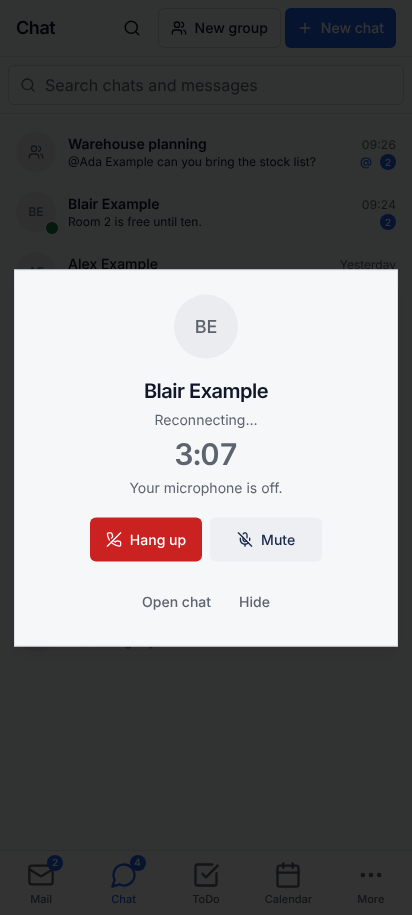 Chat
New group
New chat
Search chats and messages
Warehouse planning
09:26
@Ada Example can you bring the stock list?
@ 2
BE
Blair Example
09:24
Room 2 is free until ten.
2
Alex Example
Yesterday
BE
Blair Example
Reconnecting…
3:07
Your microphone is off.
Hang up
Mute
Open chat
Hide
2
4
Mail
Chat
ToDo
Calendar
More